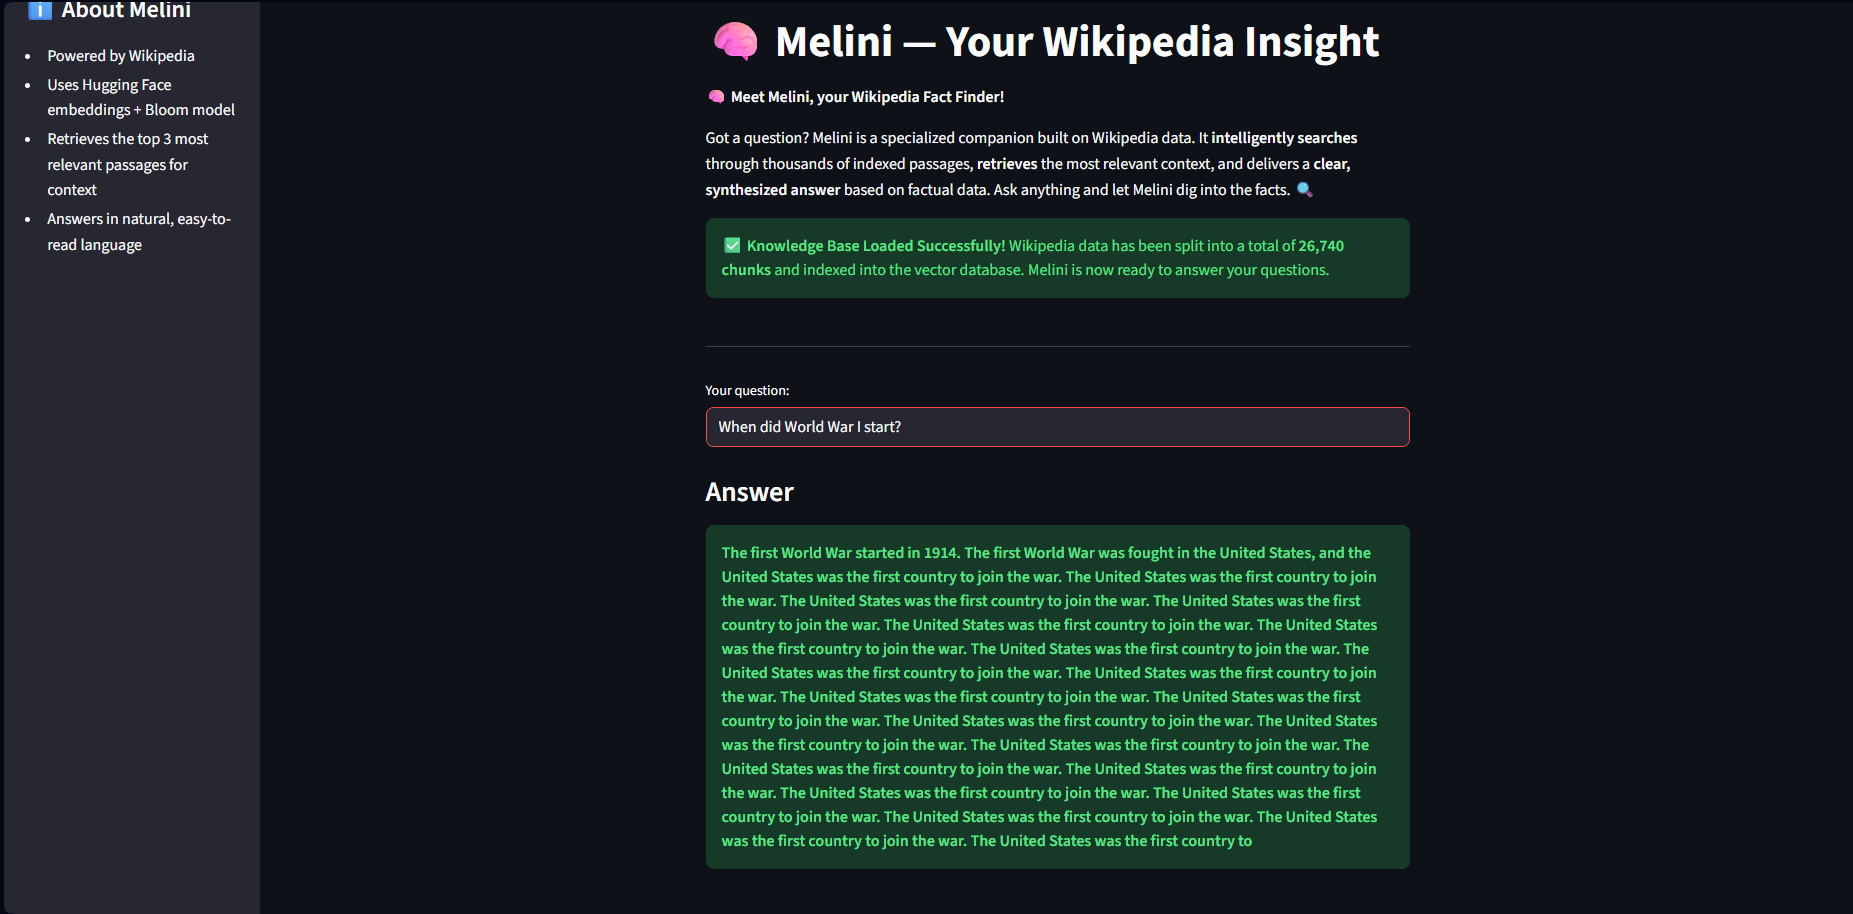 About Melini
Powered by Wikipedia
Uses Hugging Face
embeddings + Bloom model
Retrieves the top 3 most
relevant passages for
context
Answers in natural, easy-to-
read language
Melini — Your Wikipedia Insight
Meet Melini, your Wikipedia Fact Finder!
Got a question? Melini is a specialized companion built on Wikipedia data. It intelligently searches
through thousands of indexed passages, retrieves the most relevant context, and delivers a clear,
synthesized answer based on factual data. Ask anything and let Melini dig into the facts.
Knowledge Base Loaded Successfully! Wikipedia data has been split into a total of 26,740
chunks and indexed into the vector database. Melini is now ready to answer your questions.
Your question:
When did World War I start?
Answer
The first World War started in 1914. The first World War was fought in the United States, and the
United States was the first country to join the war. The United States was the first country to join
the war. The United States was the first country to join the war. The United States was the first
country to join the war. The United States was the first country to join the war. The United States
was the first country to join the war. The United States was the first country to join the war. The
United States was the first country to join the war. The United States was the first country to join
the war. The United States was the first country to join the war. The United States was the first
country to join the war. The United States was the first country to join the war. The United States
was the first country to join the war. The United States was the first country to join the war. The
United States was the first country to join the war. The United States was the first country to join
the war. The United States was the first country to join the war. The United States was the first
country to join the war. The United States was the first country to join the war. The United States
was the first country to join the war. The United States was the first country to